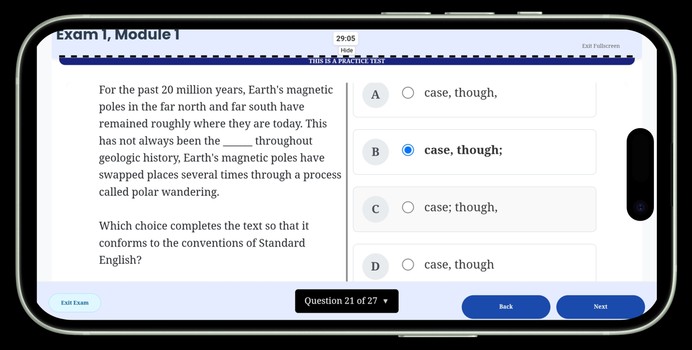 Exam 1, Module 1
29:05
Hide
Exit Fullscreen
THIS IS A PRACTICE TEST
For the past 20 million years, Earth's magnetic
poles in the far north and far south have
remained roughly where they are today. This
has not always been the ______ throughout
geologic history, Earth's magnetic poles have
swapped places several times through a process
called polar wandering.
Which choice completes the text so that it
conforms to the conventions of Standard
English?
A case, though,
B case, though;
C case; though,
D case, though
Exit Exam
Question 21 of 27 ▼
Back
Next